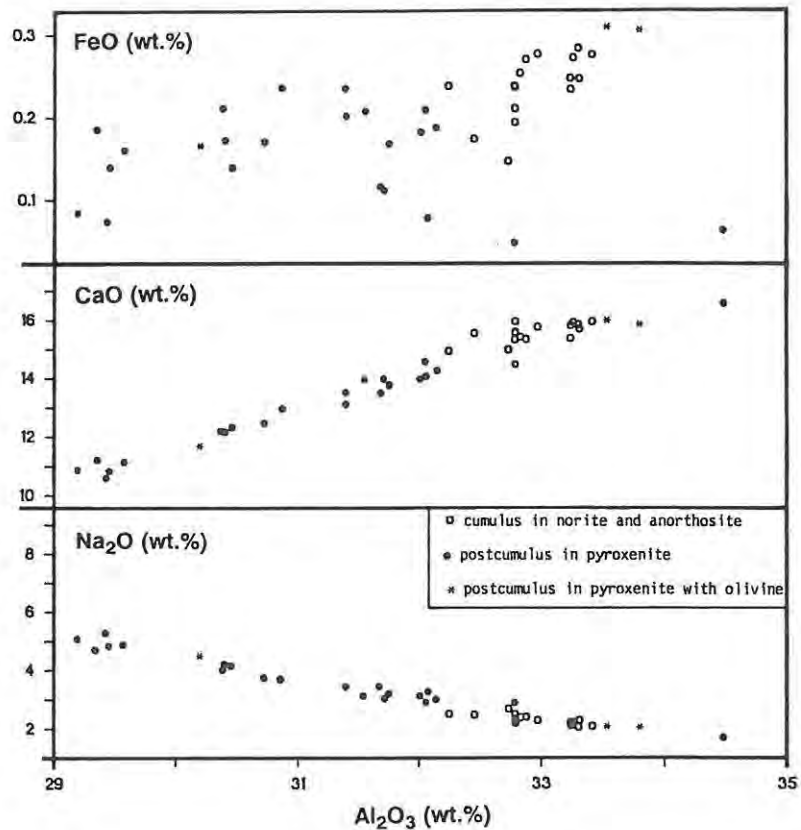 FeO (wt.%)
0.3
0.2
0.1
CaO (wt.%)
16
14
12
10
Na₂O (wt.%)
8
6
4
2
cumulus in norite and anorthosite
postcumulus in pyroxenite
postcumulus in pyroxenite with olivine
29
31
33
35
Al₂O₃ (wt.%)